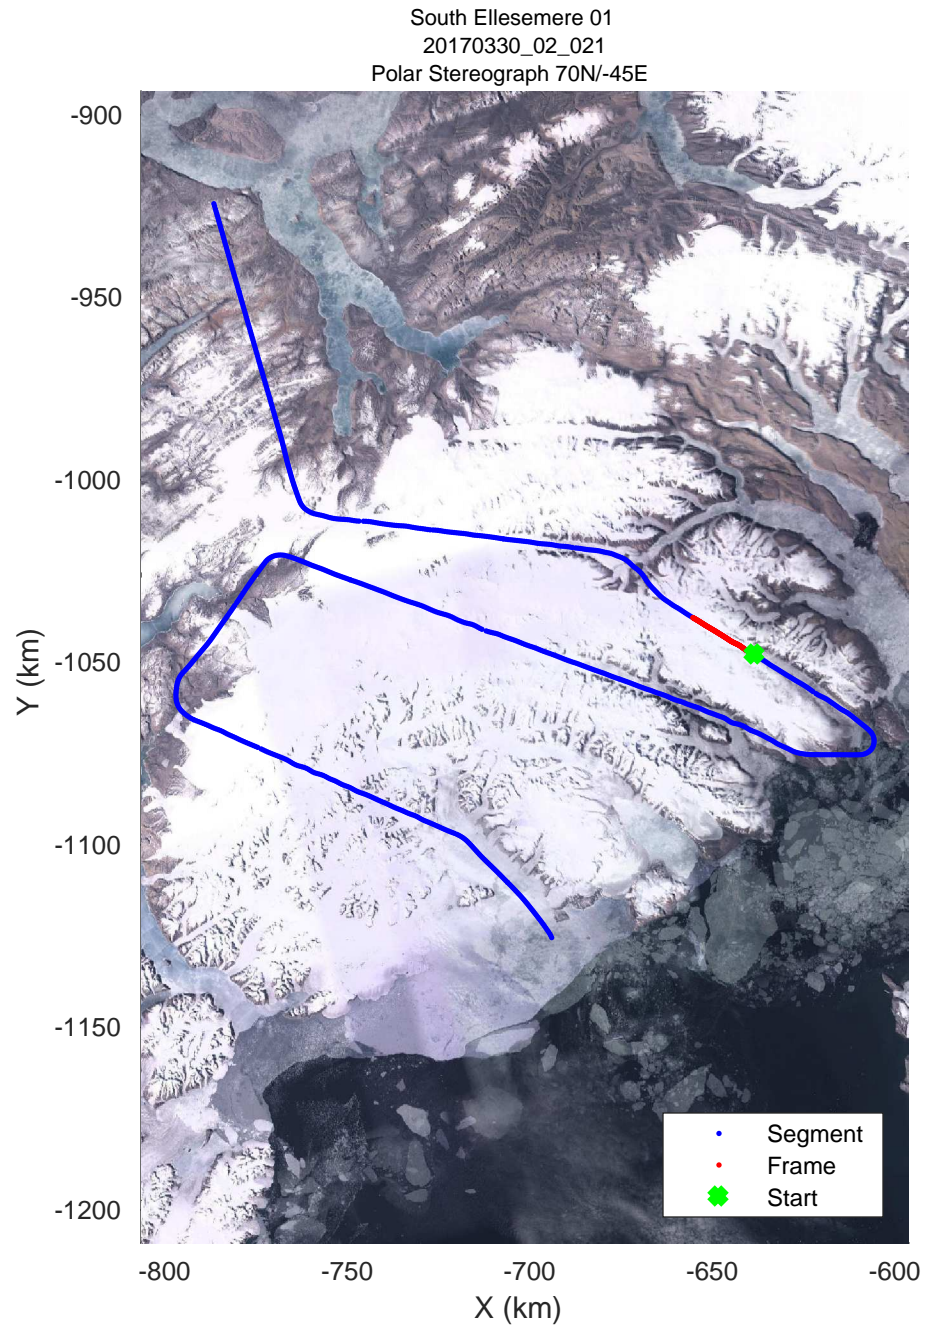 South Ellesemere 01
20170330_02_021
Polar Stereograph 70N/-45E
-900
-950
-1000
-1050
-1100
-1150
-1200
Y (km)
Segment
Frame
Start
-800
-750
-700
-650
-600
X (km)